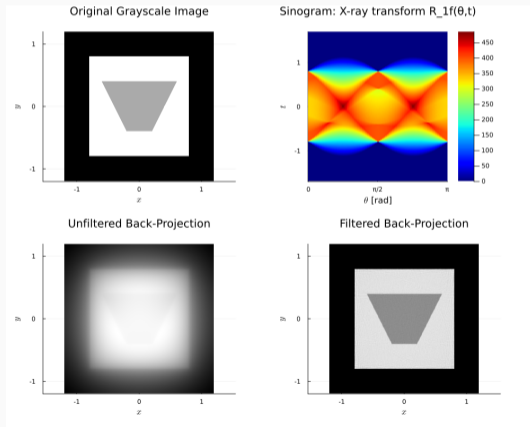 Original Grayscale Image
1
0
-1
y
-1
0
1
x
Sinogram: X-ray transform R_1f(θ,t)
1
0
-1
t
0
π/2
π
θ [rad]
450
400
350
300
250
200
150
100
50
0
Unfiltered Back-Projection
1
0
-1
y
-1
0
1
x
Filtered Back-Projection
1
0
-1
y
-1
0
1
x